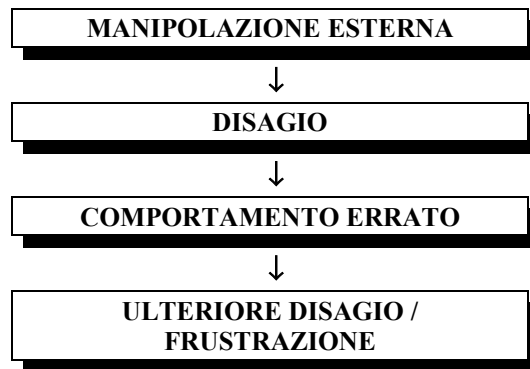 MANIPOLAZIONE ESTERNA
↓
DISAGIO
↓
COMPORTAMENTO ERRATO
↓
ULTERIORE DISAGIO /
FRUSTRAZIONE